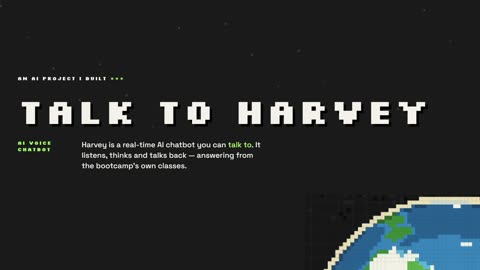 AN AI PROJECT I BUILT
TALK TO HARVEY
AI VOICE
CHATBOT
Harvey is a real-time AI chatbot you can talk to. It
listens, thinks and talks back — answering from
the bootcamp's own classes.